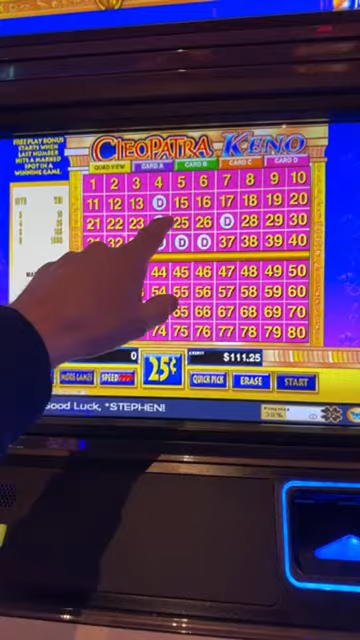 FREE PLAY BONUS
STARTS WHEN
LAST NUMBER
HITS A MARKED
SPOT IN A
WINNING GAME.
CLEOPATRA KENO
QUAD VIEW CARD A CARD B CARD C CARD D
1 2 3 4 5 6 7 8 9 10
11 12 13 D 15 16 17 18 19 20
21 22 23 25 26 D 28 29 30
32 D D 37 38 39 40
44 45 46 47 48 49 50
54 55 56 57 58 59 60
65 66 67 68 69 70
74 75 76 77 78 79 80
0 25¢ CREDIT $111.25
MORE GAMES SPEED QUICK PICK ERASE START
Good Luck, *STEPHEN!